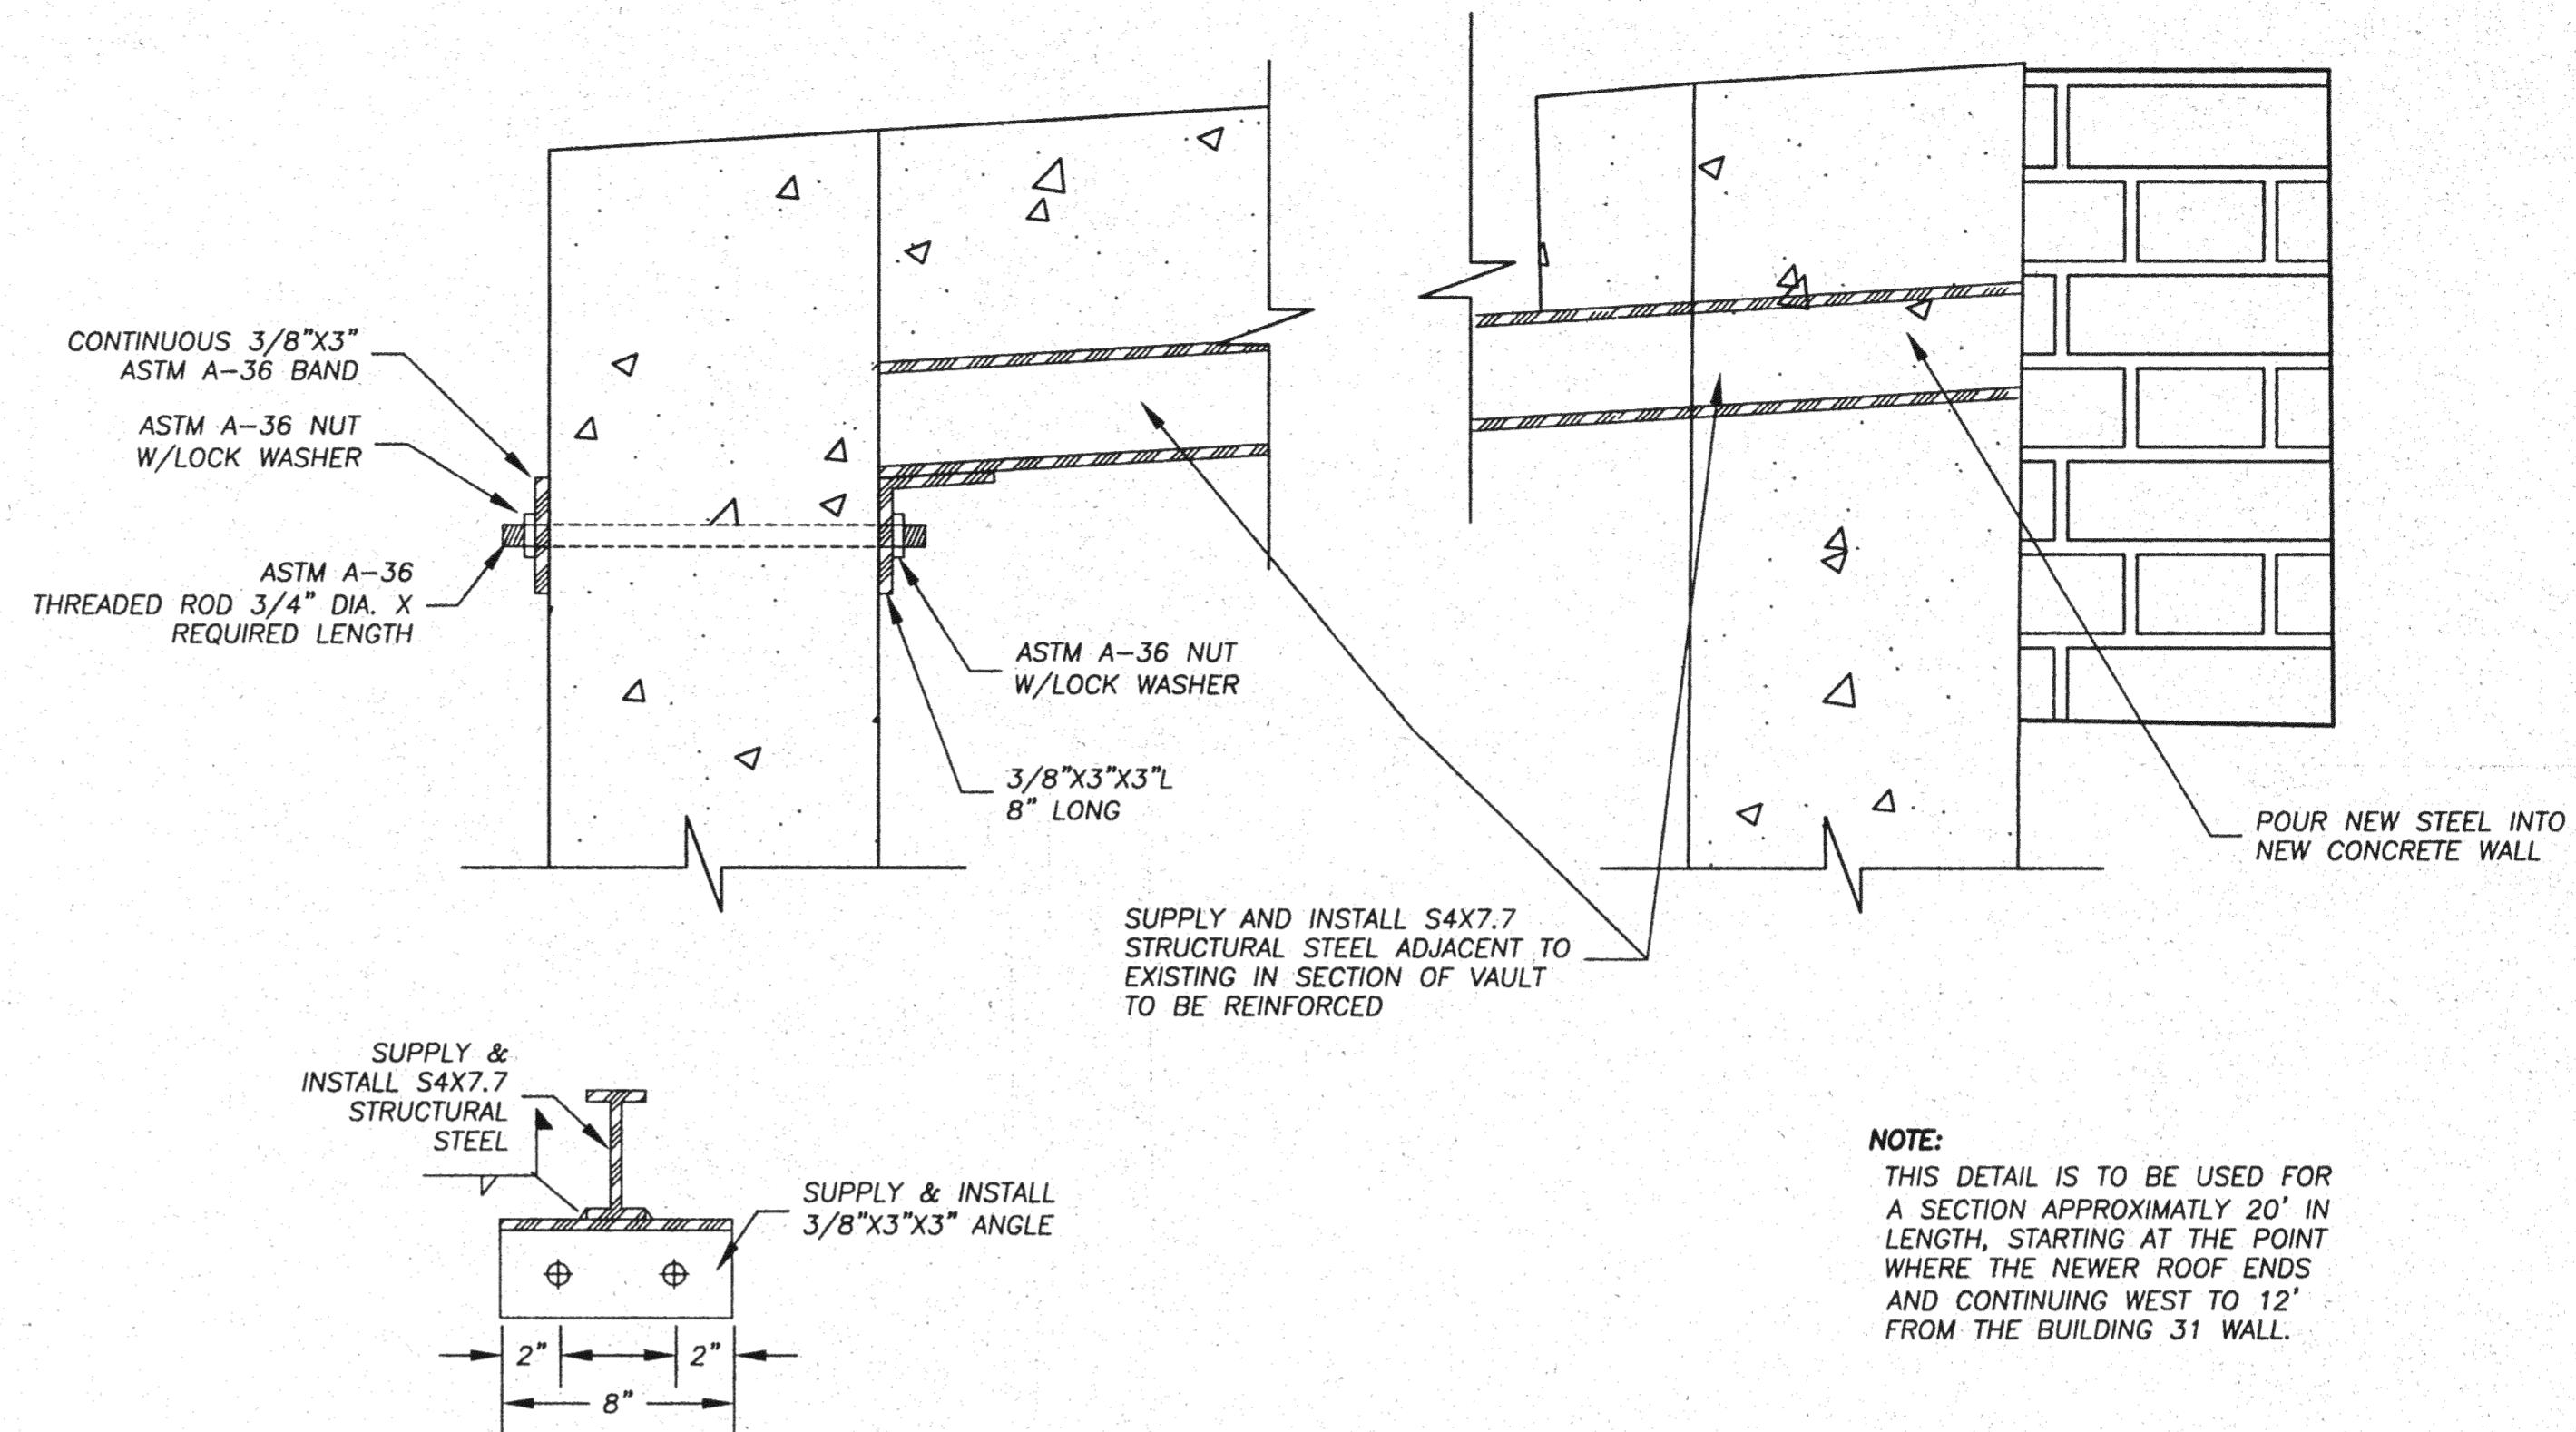 CONTINUOUS 3/8"X3"
ASTM A-36 BAND
ASTM A-36 NUT
W/LOCK WASHER
ASTM A-36
THREADED ROD 3/4" DIA. X
REQUIRED LENGTH
ASTM A-36 NUT
W/LOCK WASHER
3/8"X3"X3"L
8" LONG
POUR NEW STEEL INTO
NEW CONCRETE WALL
SUPPLY AND INSTALL S4X7.7
STRUCTURAL STEEL ADJACENT TO
EXISTING IN SECTION OF VAULT
TO BE REINFORCED
SUPPLY &
INSTALL S4X7.7
STRUCTURAL
STEEL
SUPPLY & INSTALL
3/8"X3"X3" ANGLE
2" 2"
8"
NOTE:
THIS DETAIL IS TO BE USED FOR
A SECTION APPROXIMATLY 20' IN
LENGTH, STARTING AT THE POINT
WHERE THE NEWER ROOF ENDS
AND CONTINUING WEST TO 12'
FROM THE BUILDING 31 WALL.